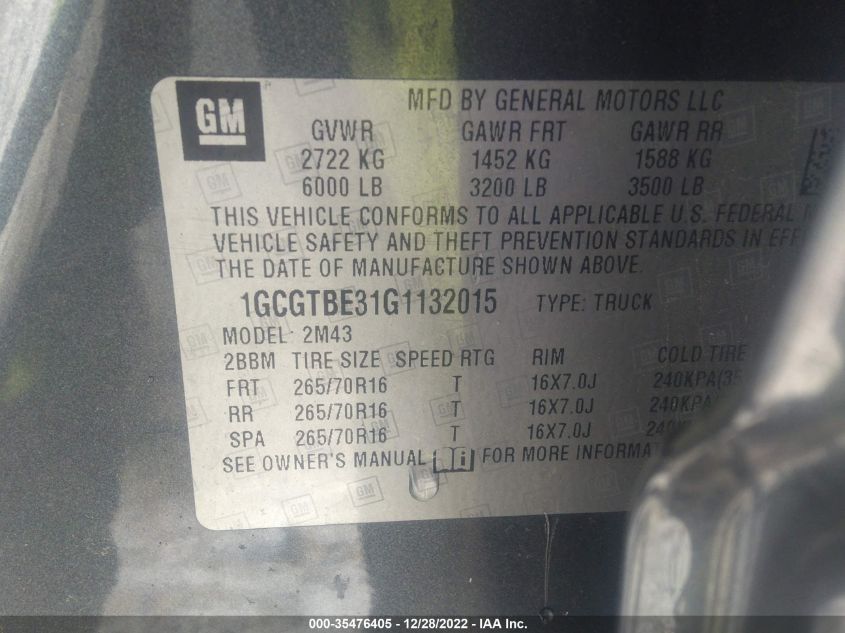 GM
MFD BY GENERAL MOTORS LLC
GVWR GAWR FRT GAWR RR
2722 KG 1452 KG 1588 KG
6000 LB 3200 LB 3500 LB
THIS VEHICLE CONFORMS TO ALL APPLICABLE U.S. FEDERAL
VEHICLE SAFETY AND THEFT PREVENTION STANDARDS IN
THE DATE OF MANUFACTURE SHOWN ABOVE.
1GCGTBE31G1132015 TYPE: TRUCK
MODEL: 2M43
2BBM TIRE SIZE SPEED RTG RIM COLD TIRE
FRT 265/70R16 T 16X7.0J 240KPA(35
RR 265/70R16 T 16X7.0J 240KPA(
SPA 265/70R16 T 16X7.0J
SEE OWNER'S MANUAL FOR MORE
000-35476405 - 12/28/2022 - IAA Inc.